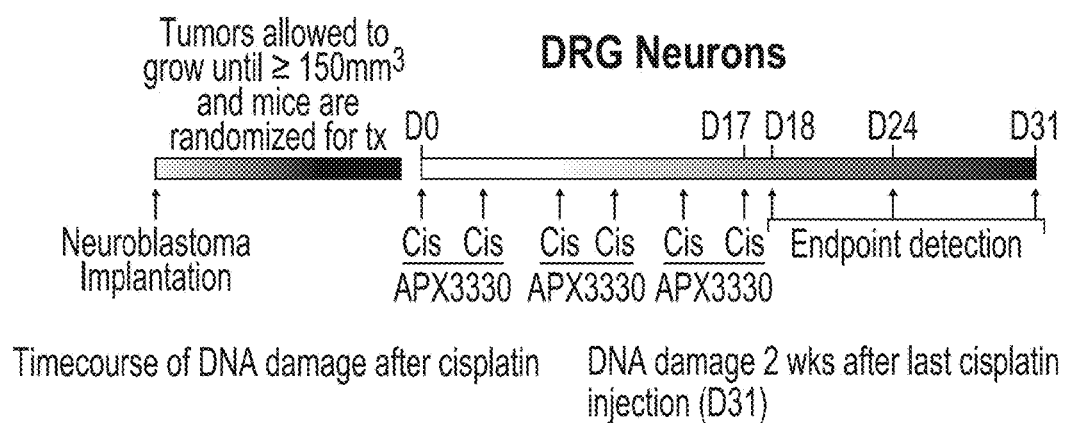 Tumors allowed to
grow until ≥ 150mm3
and mice are
randomized for tx
DRG Neurons
D0 D17 D18 D24 D31
Neuroblastoma
Implantation
Cis Cis Cis Cis Cis Cis
APX3330 APX3330 APX3330
Endpoint detection
Timecourse of DNA damage after cisplatin
DNA damage 2 wks after last cisplatin
injection (D31)